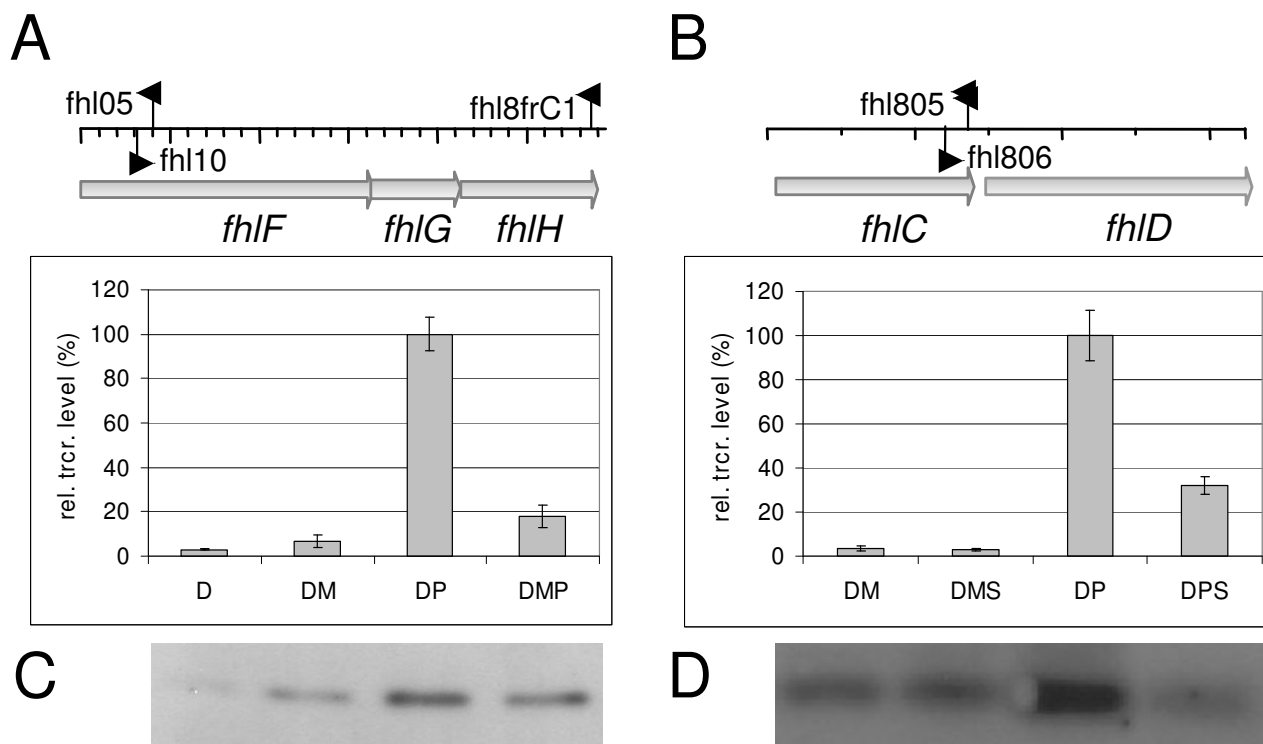 A
fhl05
fhl8frC1
fhl10
fhlF
fhlG
fhlH
rel. trcr. level (%)
120
100
80
60
40
20
0
D
DM
DP
DMP
B
fhl805
fhl806
fhlC
fhlD
rel. trcr. level (%)
120
100
80
60
40
20
0
DM
DMS
DP
DPS
C
D